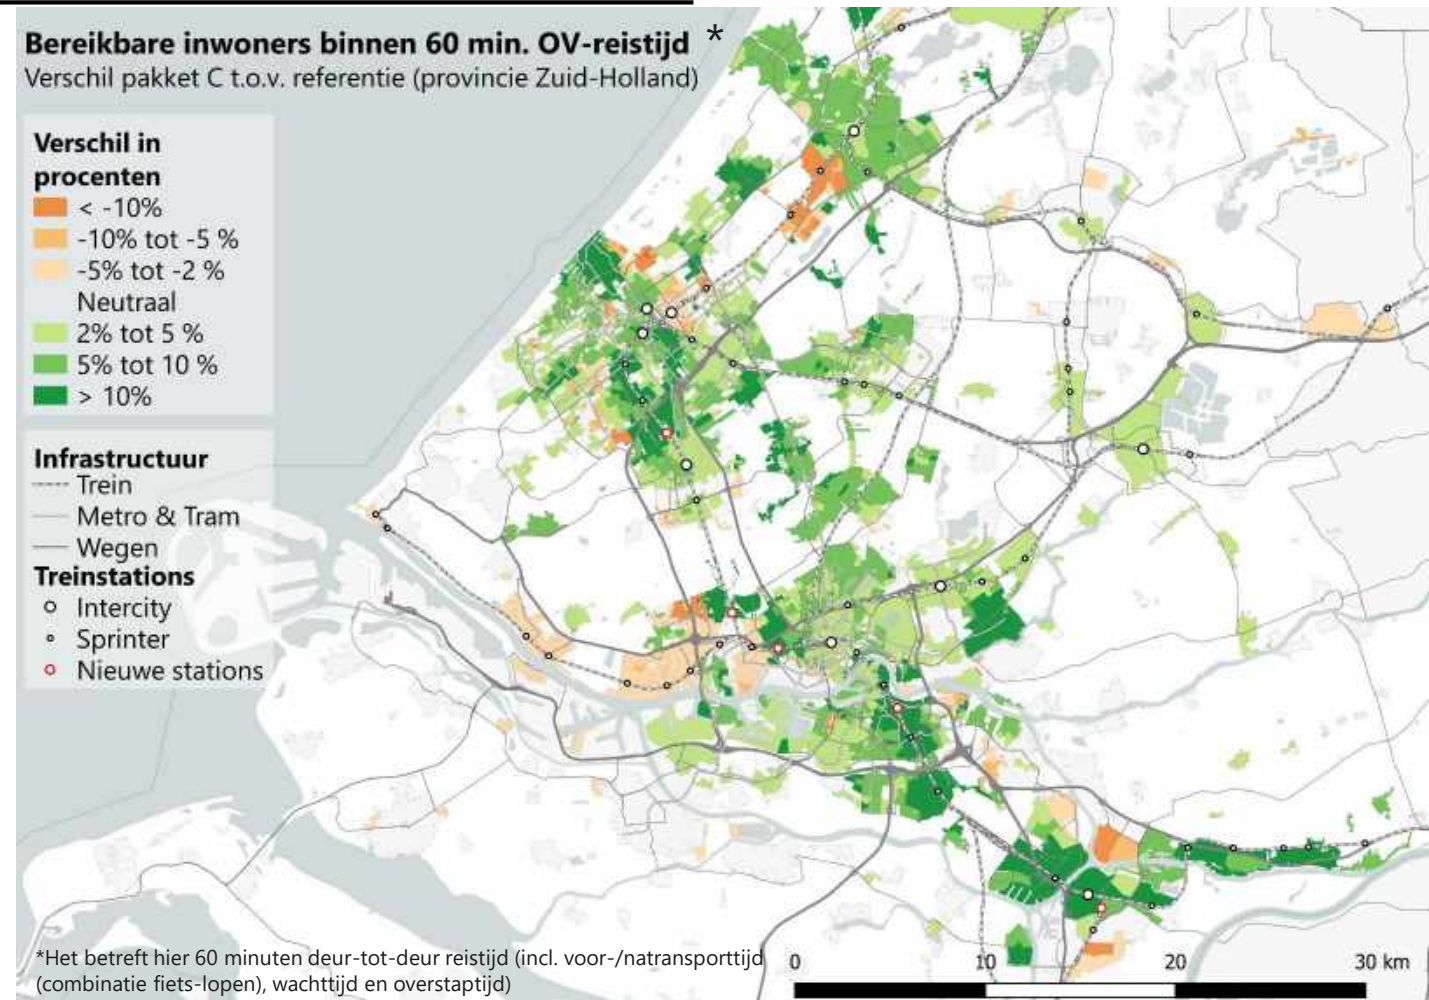 Bereikbare inwoners binnen 60 min. OV-reistijd *
Verschil pakket C t.o.v. referentie (provincie Zuid-Holland)
Verschil in
procenten
< -10%
-10% tot -5 %
-5% tot -2 %
Neutraal
2% tot 5 %
5% tot 10 %
> 10%
Infrastructuur
Trein
Metro & Tram
Wegen
Treinstations
Intercity
Sprinter
Nieuwe stations
*Het betreft hier 60 minuten deur-tot-deur reistijd (incl. voor-/natransporttijd
(combinatie fiets-lopen), wachttijd en overstaptijd)
0 10 20 30 km